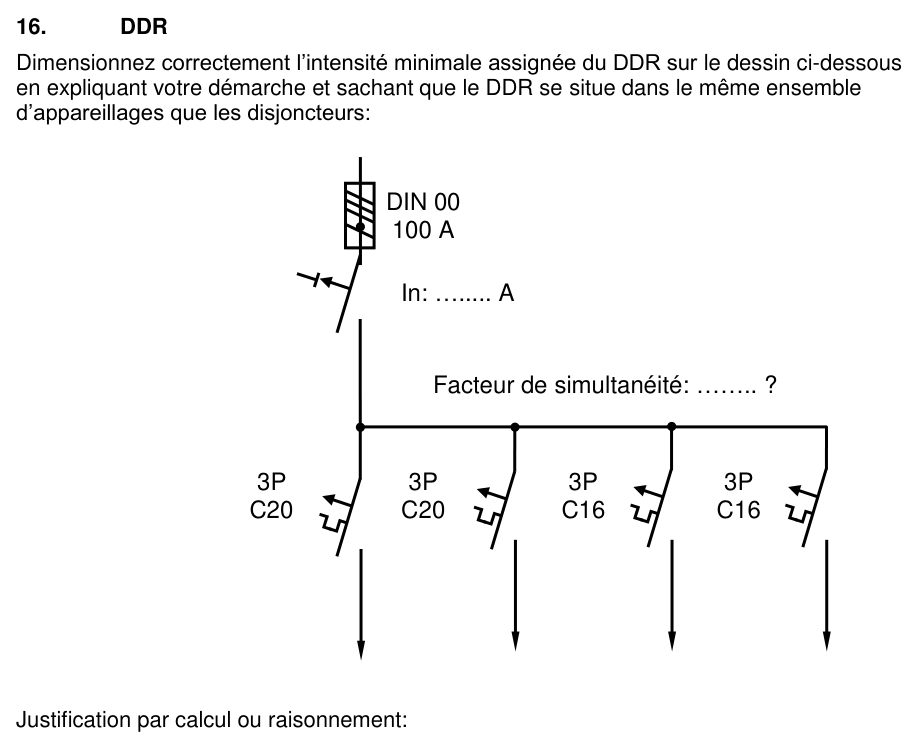 16. DDR
Dimensionnez correctement l'intensité minimale assignée du DDR sur le dessin ci-dessous
en expliquant votre démarche et sachant que le DDR se situe dans le même ensemble
d'appareillages que les disjoncteurs:
DIN 00
100 A
In: …..... A
Facteur de simultanéité: …….. ?
3P
C20
3P
C20
3P
C16
3P
C16
Justification par calcul ou raisonnement: